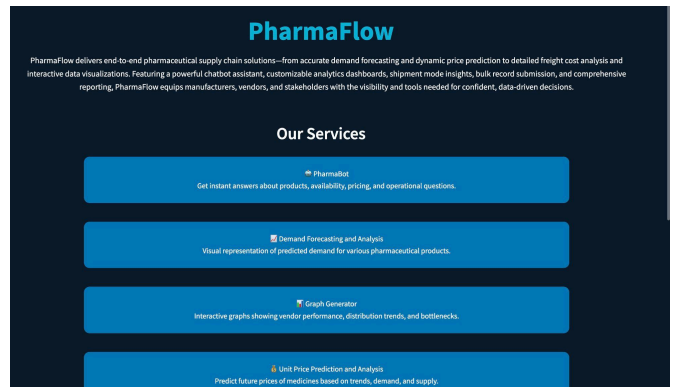 PharmaFlow
PharmaFlow delivers end-to-end pharmaceutical supply chain solutions—from accurate demand forecasting and dynamic price prediction to detailed freight cost analysis and
interactive data visualizations. Featuring a powerful chatbot assistant, customizable analytics dashboards, shipment mode insights, bulk record submission, and comprehensive
reporting, PharmaFlow equips manufacturers, vendors, and stakeholders with the visibility and tools needed for confident, data-driven decisions.
Our Services
PharmaBot
Get instant answers about products, availability, pricing, and operational questions.
Demand Forecasting and Analysis
Visual representation of predicted demand for various pharmaceutical products.
Graph Generator
Interactive graphs showing vendor performance, distribution trends, and bottlenecks.
Unit Price Prediction and Analysis
Predict future prices of medicines based on trends, demand, and supply.